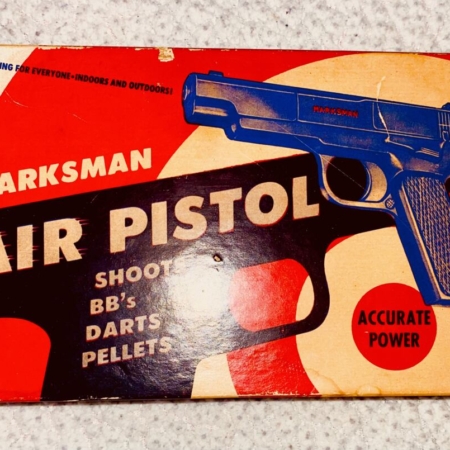 ING FOR EVERYONE-INDOORS AND OUTDOORS!
MARKSMAN
ARKSMAN
AIR PISTOL
SHOOT
BB's
DARTS
PELLETS
ACCURATE
POWER